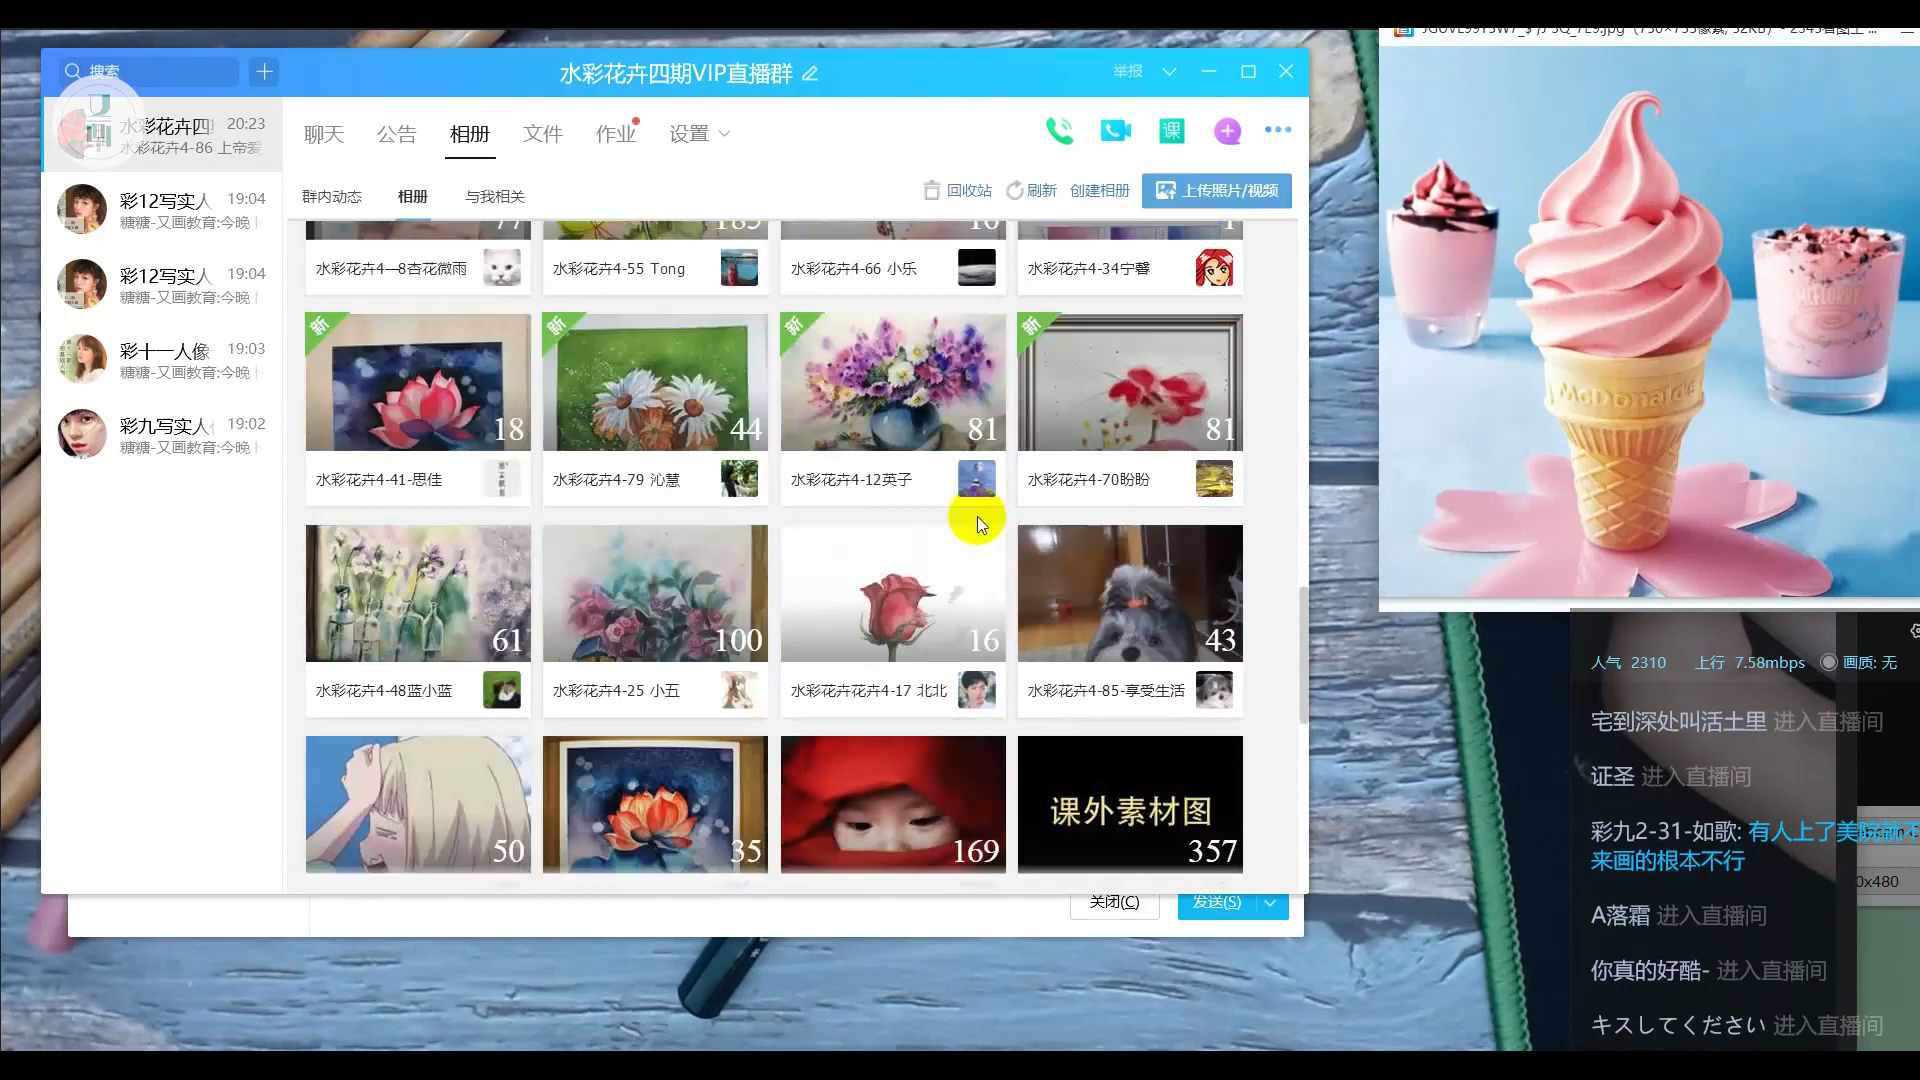 搜索
水彩花卉四期VIP直播群
举报
水彩花卉四 20:23
水彩花卉4-86 上帝爱
彩12写实人 19:04
糖糖-又画教育:今晚
彩12写实人 19:04
糖糖-又画教育:今晚
彩十一人像 19:03
糖糖-又画教育:今晚
彩九写实人 19:02
糖糖-又画教育:今晚
聊天 公告 相册 文件 作业 设置
课
群内动态 相册 与我相关
回收站 刷新 创建相册 上传照片/视频
77 185 16 1
水彩花卉4—8杏花微雨 水彩花卉4-55 Tong 水彩花卉4-66 小乐 水彩花卉4-34宁馨
新 新 新 新
18 44 81 81
水彩花卉4-41-思佳 水彩花卉4-79 沁慧 水彩花卉4-12英子 水彩花卉4-70盼盼
61 100 16 43
水彩花卉4-48蓝小蓝 水彩花卉4-25 小五 水彩花卉花卉4-17 北北 水彩花卉4-85-享受生活
课外素材图
50 35 169 357
关闭(C) 发送(S)
McDonald's
McFLURRY
人气 2310 上行 7.58mbps 画质: 无
宅到深处叫活土里 进入直播间
证圣 进入直播间
彩九2-31-如歌: 有人上了美院就不
来画的根本不行
0x480
A落霜 进入直播间
你真的好酷- 进入直播间
キスしてください 进入直播间